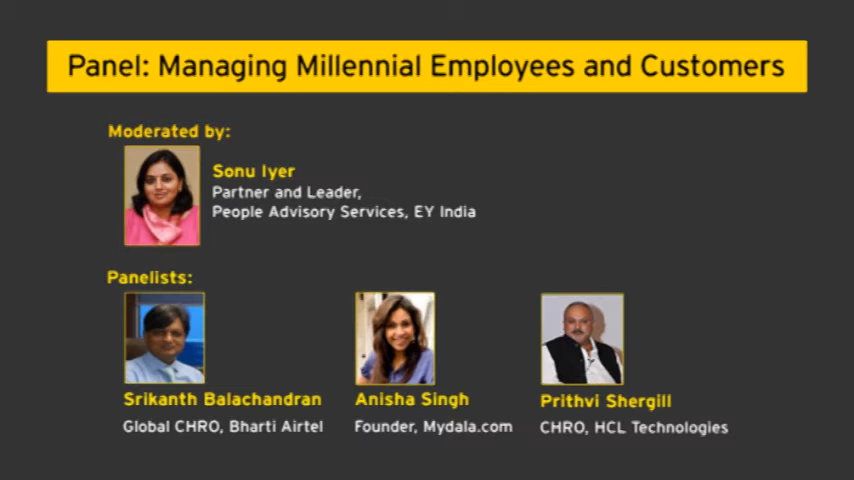 Panel: Managing Millennial Employees and Customers
Moderated by:
Sonu Iyer
Partner and Leader,
People Advisory Services, EY India
Panelists:
Srikanth Balachandran
Global CHRO, Bharti Airtel
Anisha Singh
Founder, Mydala.com
Prithvi Shergill
CHRO, HCL Technologies